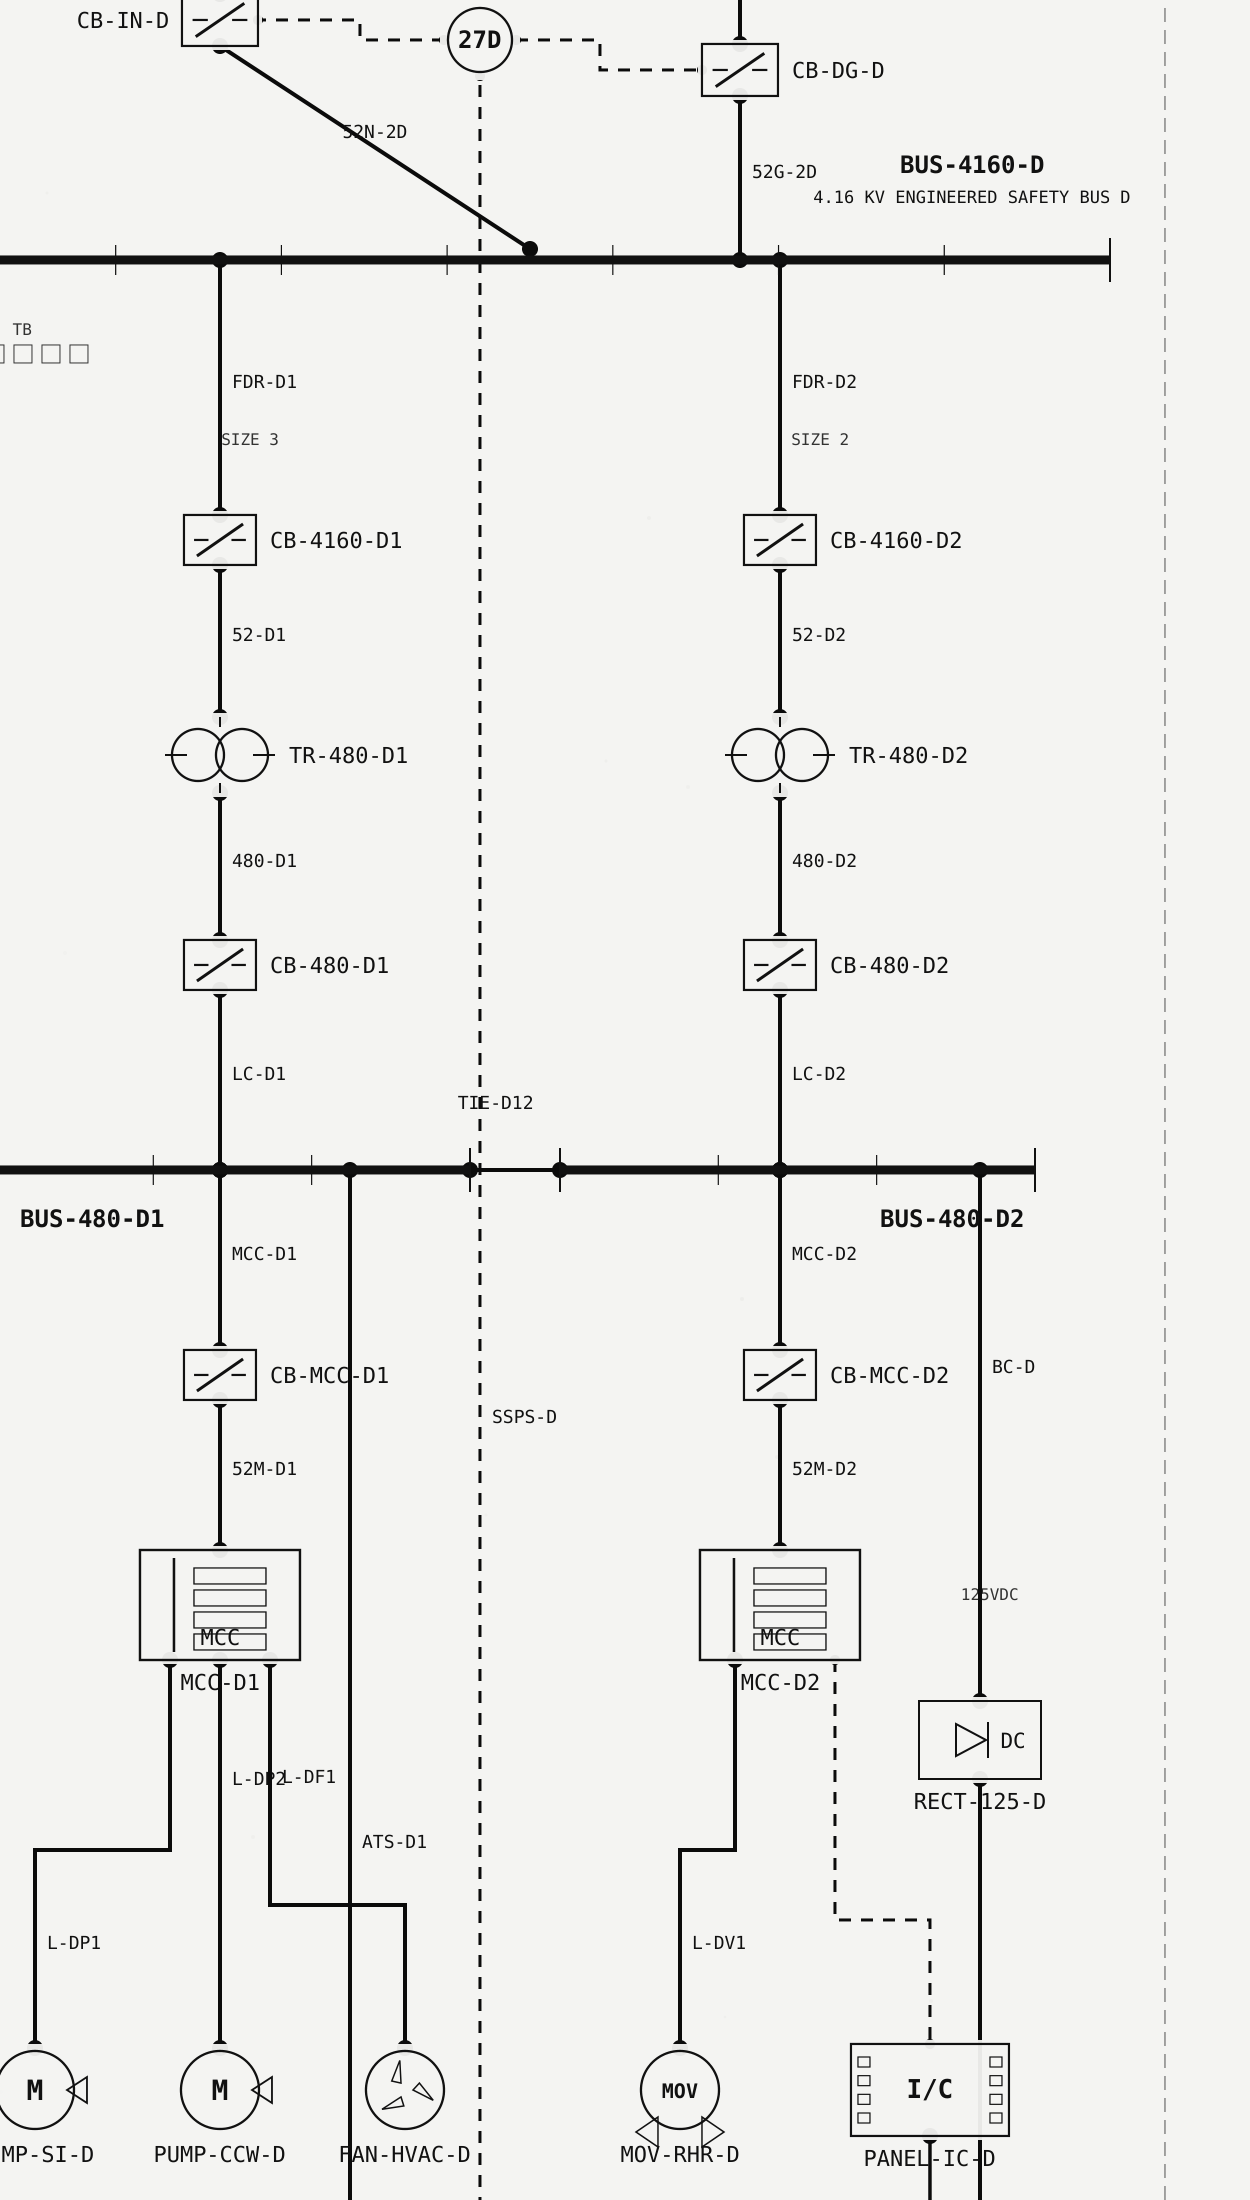 CB-IN-D
27D
CB-DG-D
52N-2D
52G-2D
BUS-4160-D
4.16 KV ENGINEERED SAFETY BUS D
TB
FDR-D1
FDR-D2
SIZE 3
SIZE 2
CB-4160-D1
CB-4160-D2
52-D1
52-D2
TR-480-D1
TR-480-D2
480-D1
480-D2
CB-480-D1
CB-480-D2
LC-D1
LC-D2
TIE-D12
BUS-480-D1
BUS-480-D2
MCC-D1
MCC-D2
CB-MCC-D1
CB-MCC-D2
BC-D
SSPS-D
52M-D1
52M-D2
125VDC
MCC
MCC
MCC-D1
MCC-D2
DC
RECT-125-D
L-DP2
L-DF1
ATS-D1
L-DP1
L-DV1
M
M
MOV
I/C
MP-SI-D
PUMP-CCW-D
FAN-HVAC-D
MOV-RHR-D
PANEL-IC-D